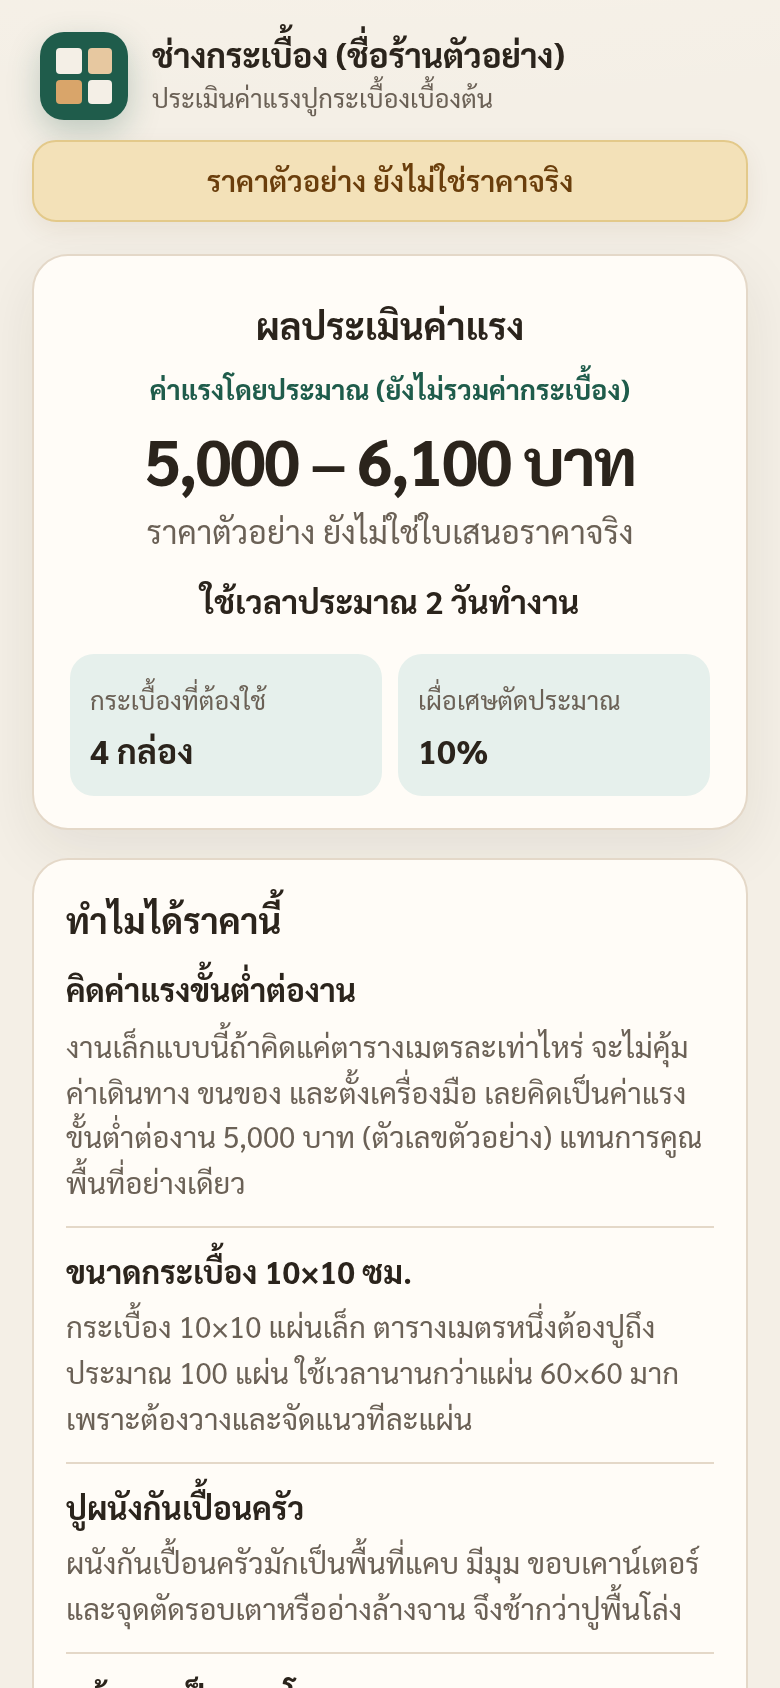 ช่างกระเบื้อง (ชื่อร้านตัวอย่าง)
ประเมินค่าแรงปูกระเบื้องเบื้องต้น
ราคาตัวอย่าง ยังไม่ใช่ราคาจริง
ผลประเมินค่าแรง
ค่าแรงโดยประมาณ (ยังไม่รวมค่ากระเบื้อง)
5,000 – 6,100 บาท
ราคาตัวอย่าง ยังไม่ใช่ใบเสนอราคาจริง
ใช้เวลาประมาณ 2 วันทำงาน
กระเบื้องที่ต้องใช้
4 กล่อง
เผื่อเศษตัดประมาณ
10%
ทำไมได้ราคานี้
คิดค่าแรงขั้นต่ำต่องาน
งานเล็กแบบนี้ถ้าคิดแค่ตารางเมตรละเท่าไหร่ จะไม่คุ้ม
ค่าเดินทาง ขนของ และตั้งเครื่องมือ เลยคิดเป็นค่าแรง
ขั้นต่ำต่องาน 5,000 บาท (ตัวเลขตัวอย่าง) แทนการคูณ
พื้นที่อย่างเดียว
ขนาดกระเบื้อง 10×10 ซม.
กระเบื้อง 10×10 แผ่นเล็ก ตารางเมตรหนึ่งต้องปูถึง
ประมาณ 100 แผ่น ใช้เวลานานกว่าแผ่น 60×60 มาก
เพราะต้องวางและจัดแนวทีละแผ่น
ปูผนังกันเปื้อนครัว
ผนังกันเปื้อนครัวมักเป็นพื้นที่แคบ มีมุม ขอบเคาน์เตอร์
และจุดตัดรอบเตาหรืออ่างล้างจาน จึงช้ากว่าปูพื้นโล่ง